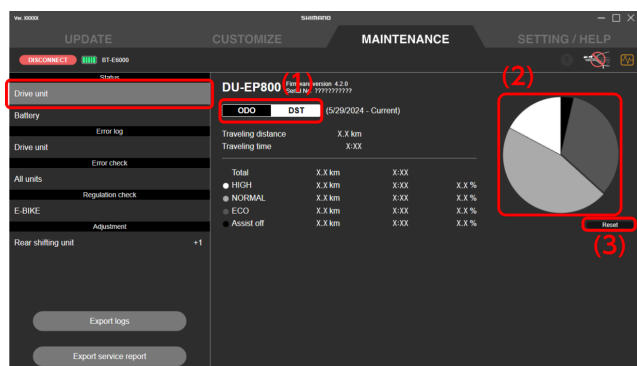 Ver. XXXXX
SHIMANO
UPDATE
CUSTOMIZE
MAINTENANCE
SETTING / HELP
DISCONNECT
BT-E6000
Status
Drive unit
Battery
Error log
Drive unit
Error check
All units
Regulation check
E-BIKE
Adjustment
Rear shifting unit +1
Export logs
Export service report
DU-EP800
Firmware version 4.2.0
Serial No. ???????????
(1)
ODO DST (5/29/2024 - Current)
Traveling distance X.X km
Traveling time X:XX
Total X.X km X:XX
HIGH X.X km X:XX X.X %
NORMAL X.X km X:XX X.X %
ECO X.X km X:XX X.X %
Assist off X.X km X:XX X.X %
(2)
Reset
(3)